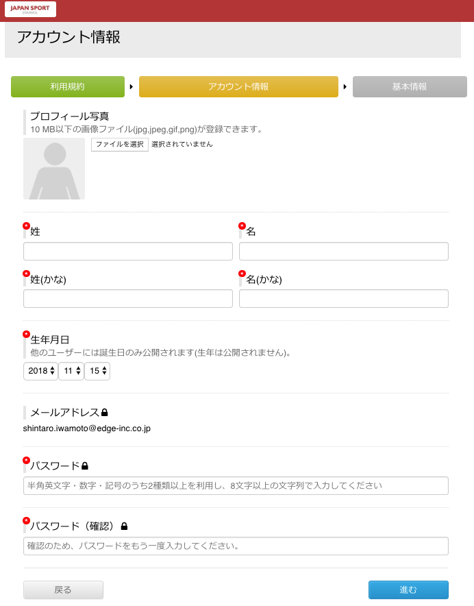 JAPAN SPORT
アカウント情報
利用規約
アカウント情報
基本情報
プロフィール写真
10 MB以下の画像ファイル(jpg,jpeg,gif,png)が登録できます。
ファイルを選択 選択されていません
姓
名
姓(かな)
名(かな)
生年月日
他のユーザーには誕生日のみ公開されます(生年は公開されません)。
2018 11 15
メールアドレス
shintaro.iwamoto@edge-inc.co.jp
パスワード
半角英文字・数字・記号のうち2種類以上を利用し、8文字以上の文字列で入力してください
パスワード（確認）
確認のため、パスワードをもう一度入力してください。
戻る
進む